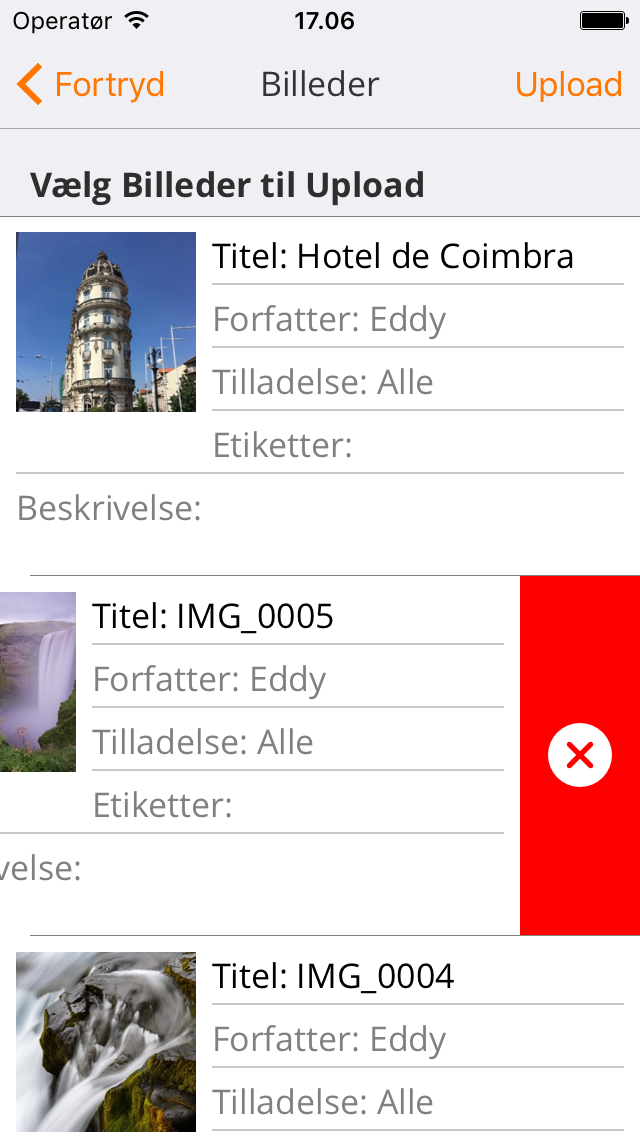 Operatør 17.06
Fortryd Billeder Upload
Vælg Billeder til Upload
Titel: Hotel de Coimbra
Forfatter: Eddy
Tilladelse: Alle
Etiketter:
Beskrivelse:
Titel: IMG_0005
Forfatter: Eddy
Tilladelse: Alle
Etiketter:
velse:
Titel: IMG_0004
Forfatter: Eddy
Tilladelse: Alle